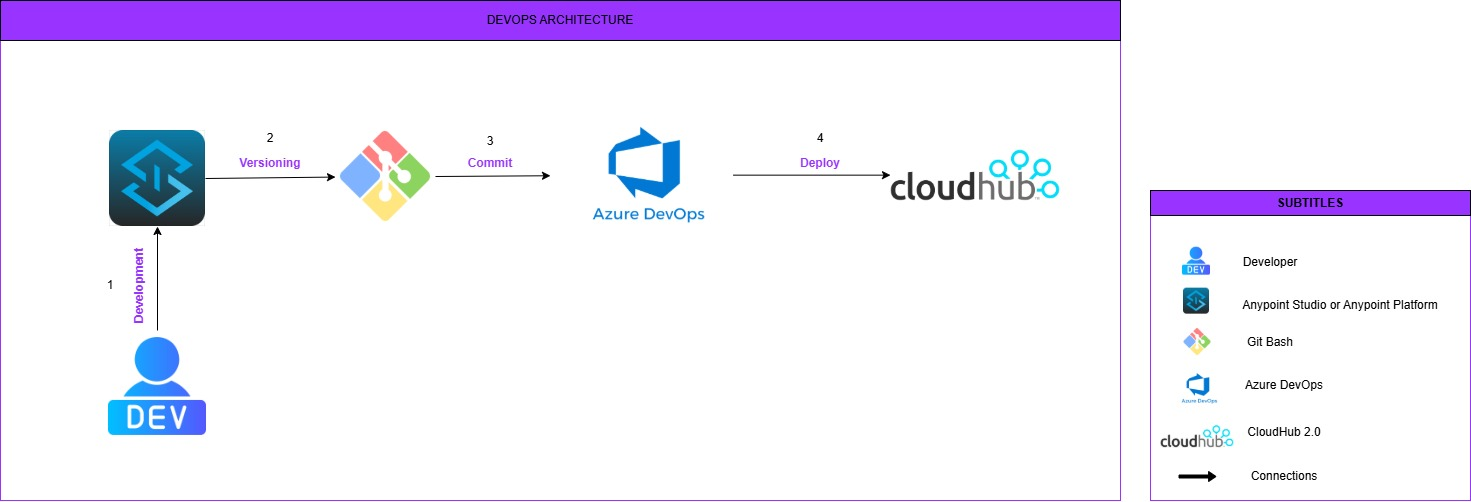 DEVOPS ARCHITECTURE
2
Versioning
3
Commit
4
Deploy
Azure DevOps
cloudhub
1
Development
DEV
SUBTITLES
DEV
Developer
Anypoint Studio or Anypoint Platform
Git Bash
Azure DevOps
Azure DevOps
cloudhub
CloudHub 2.0
Connections